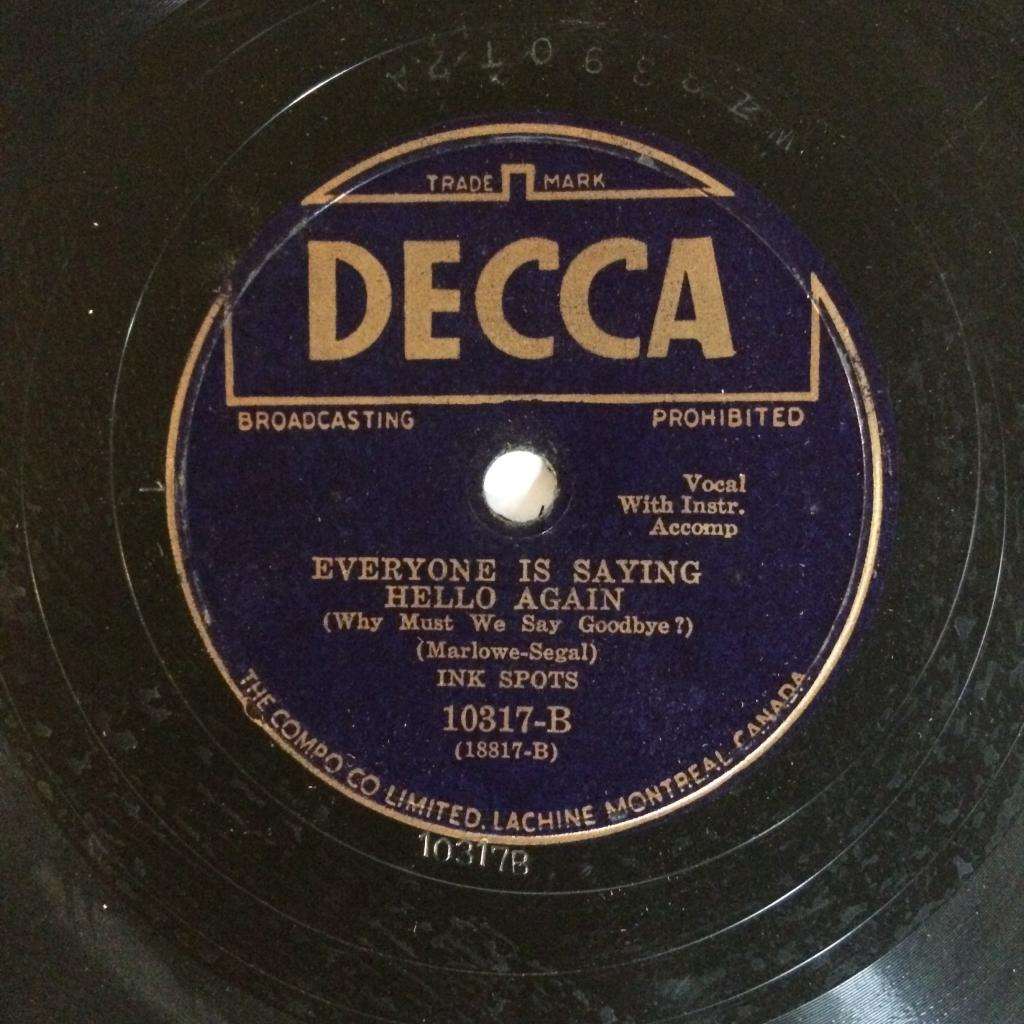 TRADE MARK
DECCA
BROADCASTING PROHIBITED
Vocal
With Instr.
Accomp
EVERYONE IS SAYING
HELLO AGAIN
(Why Must We Say Goodbye?)
(Marlowe-Segal)
INK SPOTS
10317-B
(18817-B)
THE COMPO CO LIMITED, LACHINE MONTREAL CANADA
10317B